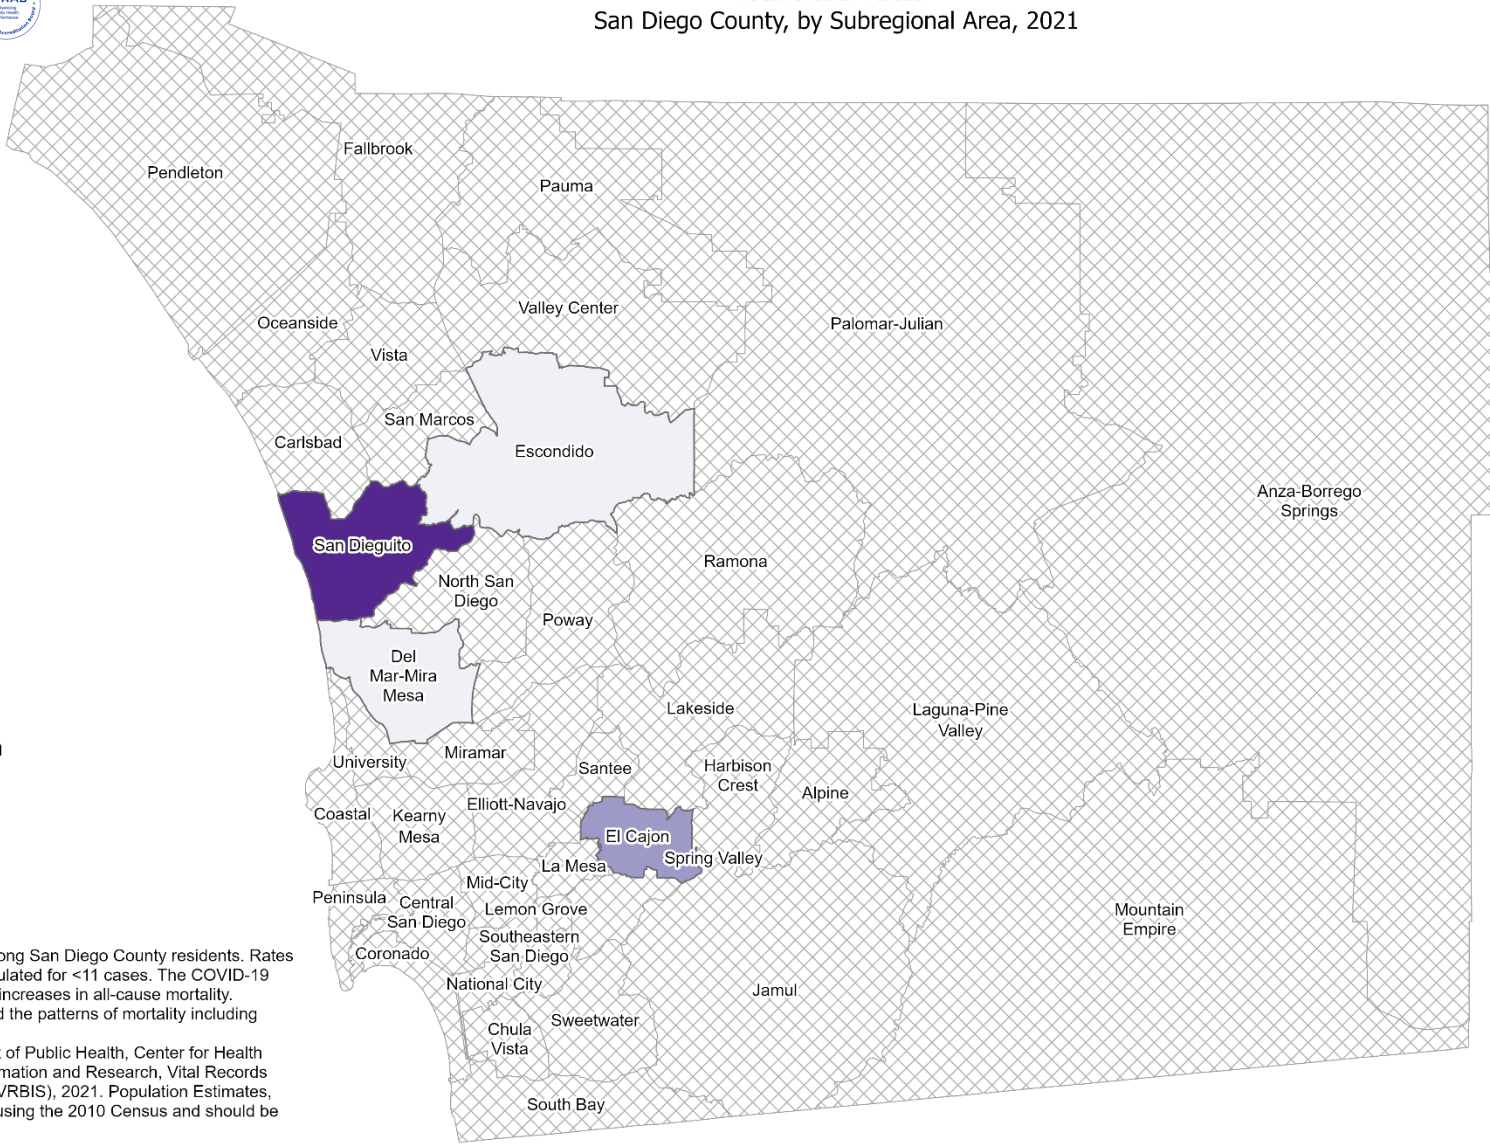 San Diego County, by Subregional Area, 2021
Pendleton
Fallbrook
Pauma
Oceanside
Valley Center
Palomar-Julian
Vista
San Marcos
Carlsbad
Escondido
Anza-Borrego
Springs
San Dieguito
Ramona
North San
Diego
Poway
Del
Mar-Mira
Mesa
Lakeside
Laguna-Pine
Valley
University
Miramar
Santee
Harbison
Crest
Alpine
Coastal
Kearny
Mesa
Elliott-Navajo
El Cajon
Spring Valley
La Mesa
Mid-City
Peninsula
Central
San Diego
Lemon Grove
Mountain
Empire
Southeastern
San Diego
Coronado
National City
Jamul
Chula
Vista
Sweetwater
South Bay
ong San Diego County residents. Rates
ulated for <11 cases. The COVID-19
increases in all-cause mortality.
d the patterns of mortality including
of Public Health, Center for Health
mation and Research, Vital Records
VRBIS), 2021. Population Estimates,
using the 2010 Census and should be